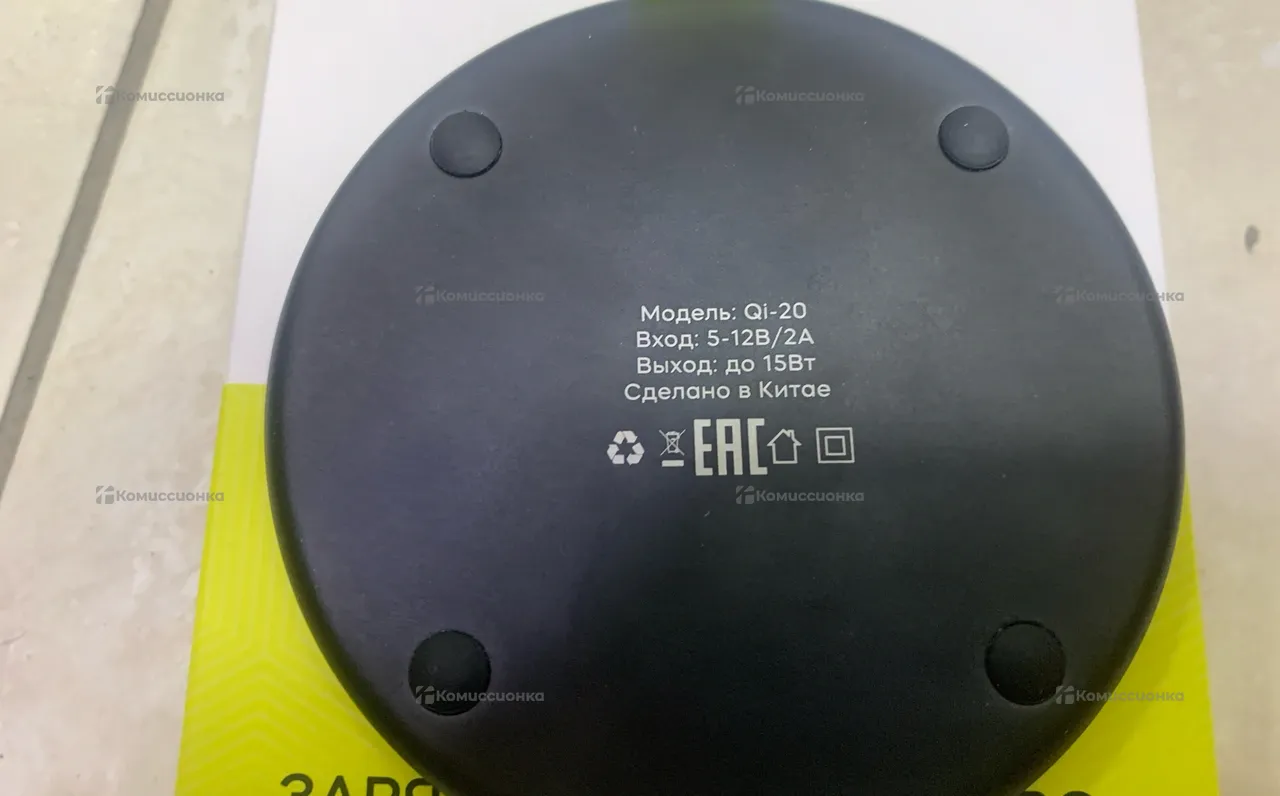 Модель: Qi-20
Вход: 5-12В/2А
Выход: до 15Вт
Сделано в Китае
EAC
Комиссионка
Комиссионка
Комиссионка
Комиссионка
Комиссионка
Комиссионка
Комиссионка
Комиссионка